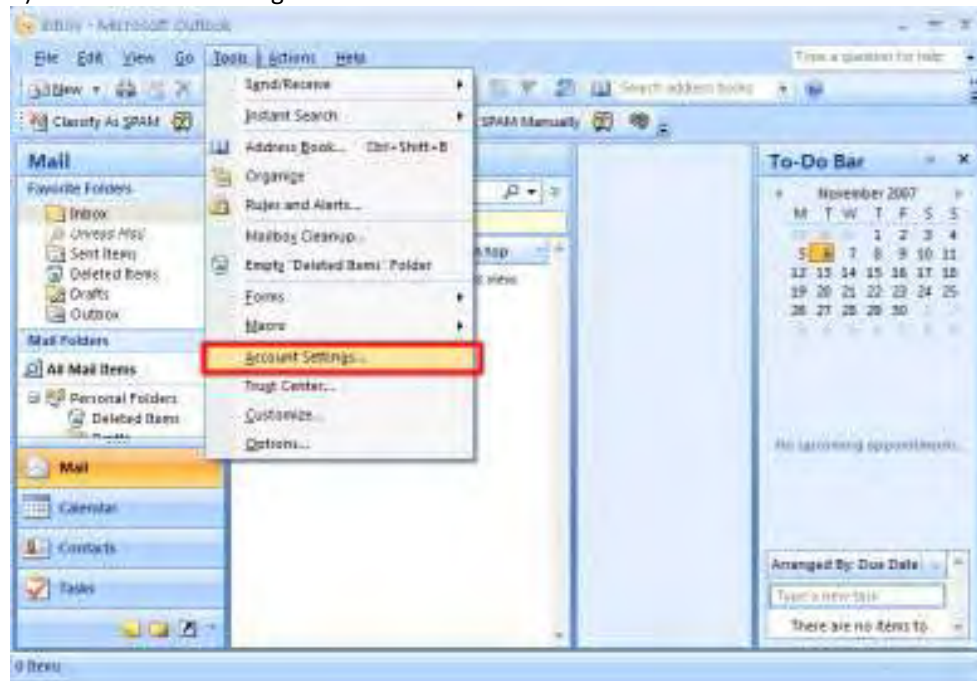 Inbox - Microsoft Outlook
File Edit View Go Tools Actions Help
Type a question for help
New Search address books
Classify As SPAM SPAM Manually
Mail
Favorite Folders
Inbox
Unread Mail
Sent Items
Deleted Items
Drafts
Outbox
Mail Folders
All Mail Items
Personal Folders
Deleted Items
Drafts
Mail
Calendar
Contacts
Tasks
0 Items
Send/Receive
Instant Search
Address Book... Ctrl+Shift+B
Organize
Rules and Alerts...
Mailbox Cleanup...
Empty "Deleted Items" Folder
Forms
Macro
Account Settings...
Trust Center...
Customize...
Options...
top
view.
To-Do Bar
November 2007
M T W T F S S
1 2 3 4
5 6 7 8 9 10 11
12 13 14 15 16 17 18
19 20 21 22 23 24 25
26 27 28 29 30
No upcoming appointments.
Arranged By: Due Date
Type a new task
There are no items to